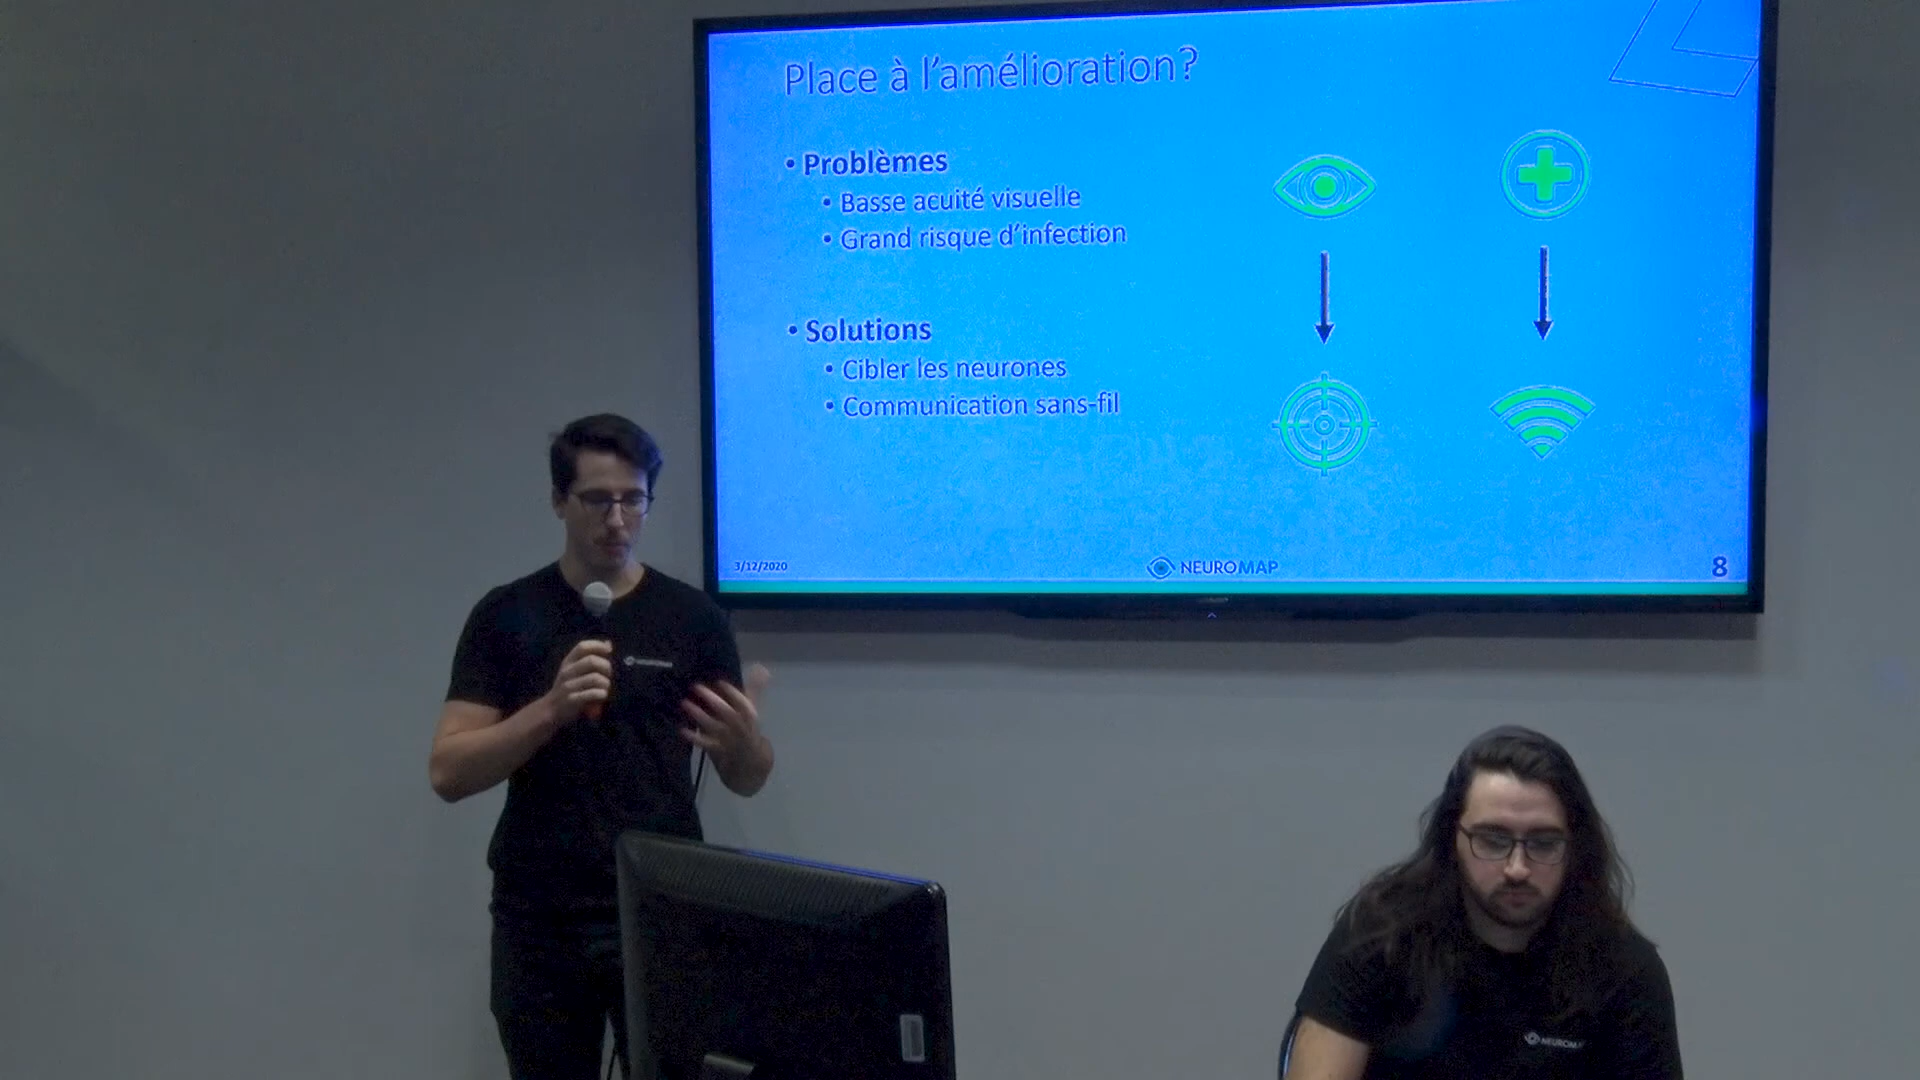 Place à l'amélioration?
• Problèmes
• Basse acuité visuelle
• Grand risque d'infection
• Solutions
• Cibler les neurones
• Communication sans-fil
3/12/2020
NEUROMAP
8